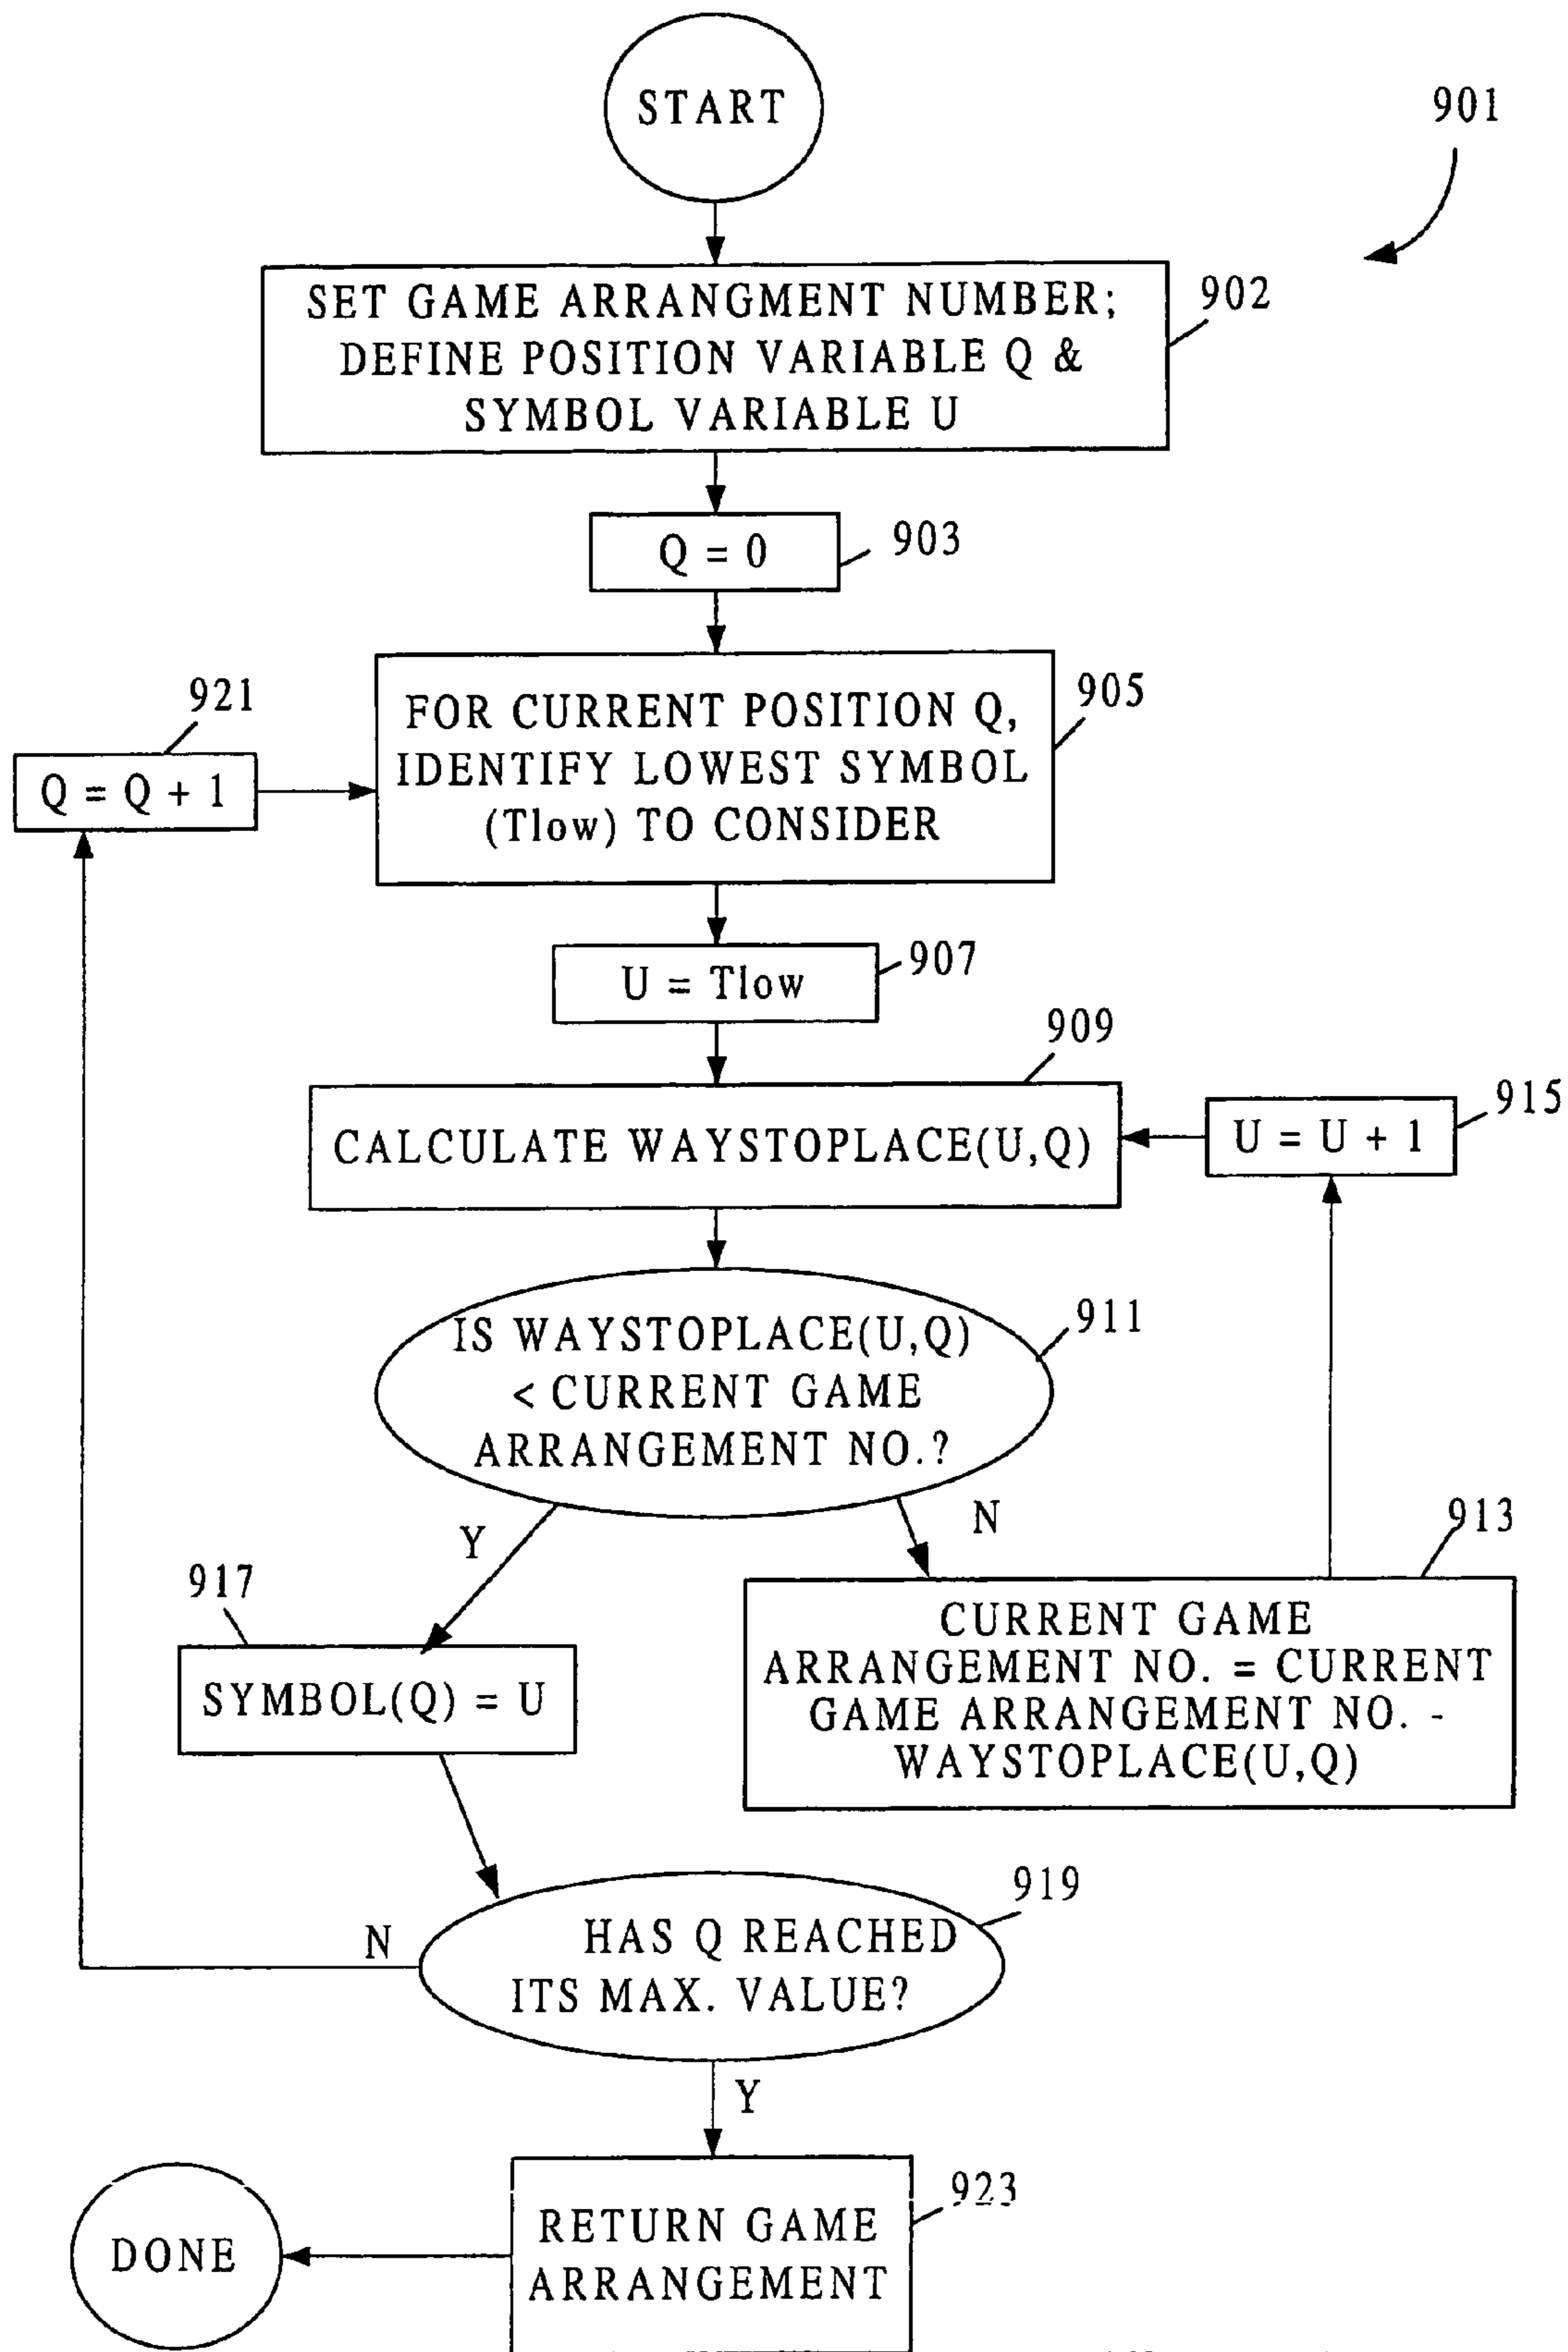 START
901
SET GAME ARRANGMENT NUMBER;
DEFINE POSITION VARIABLE Q &
SYMBOL VARIABLE U
902
Q = 0
903
921
Q = Q + 1
FOR CURRENT POSITION Q,
IDENTIFY LOWEST SYMBOL
(Tlow) TO CONSIDER
905
U = Tlow
907
909
CALCULATE WAYSTOPLACE(U,Q)
U = U + 1
915
IS WAYSTOPLACE(U,Q)
< CURRENT GAME
ARRANGEMENT NO.?
911
Y
N
917
SYMBOL(Q) = U
913
CURRENT GAME
ARRANGEMENT NO. = CURRENT
GAME ARRANGEMENT NO. -
WAYSTOPLACE(U,Q)
919
HAS Q REACHED
ITS MAX. VALUE?
N
Y
923
RETURN GAME
ARRANGEMENT
DONE